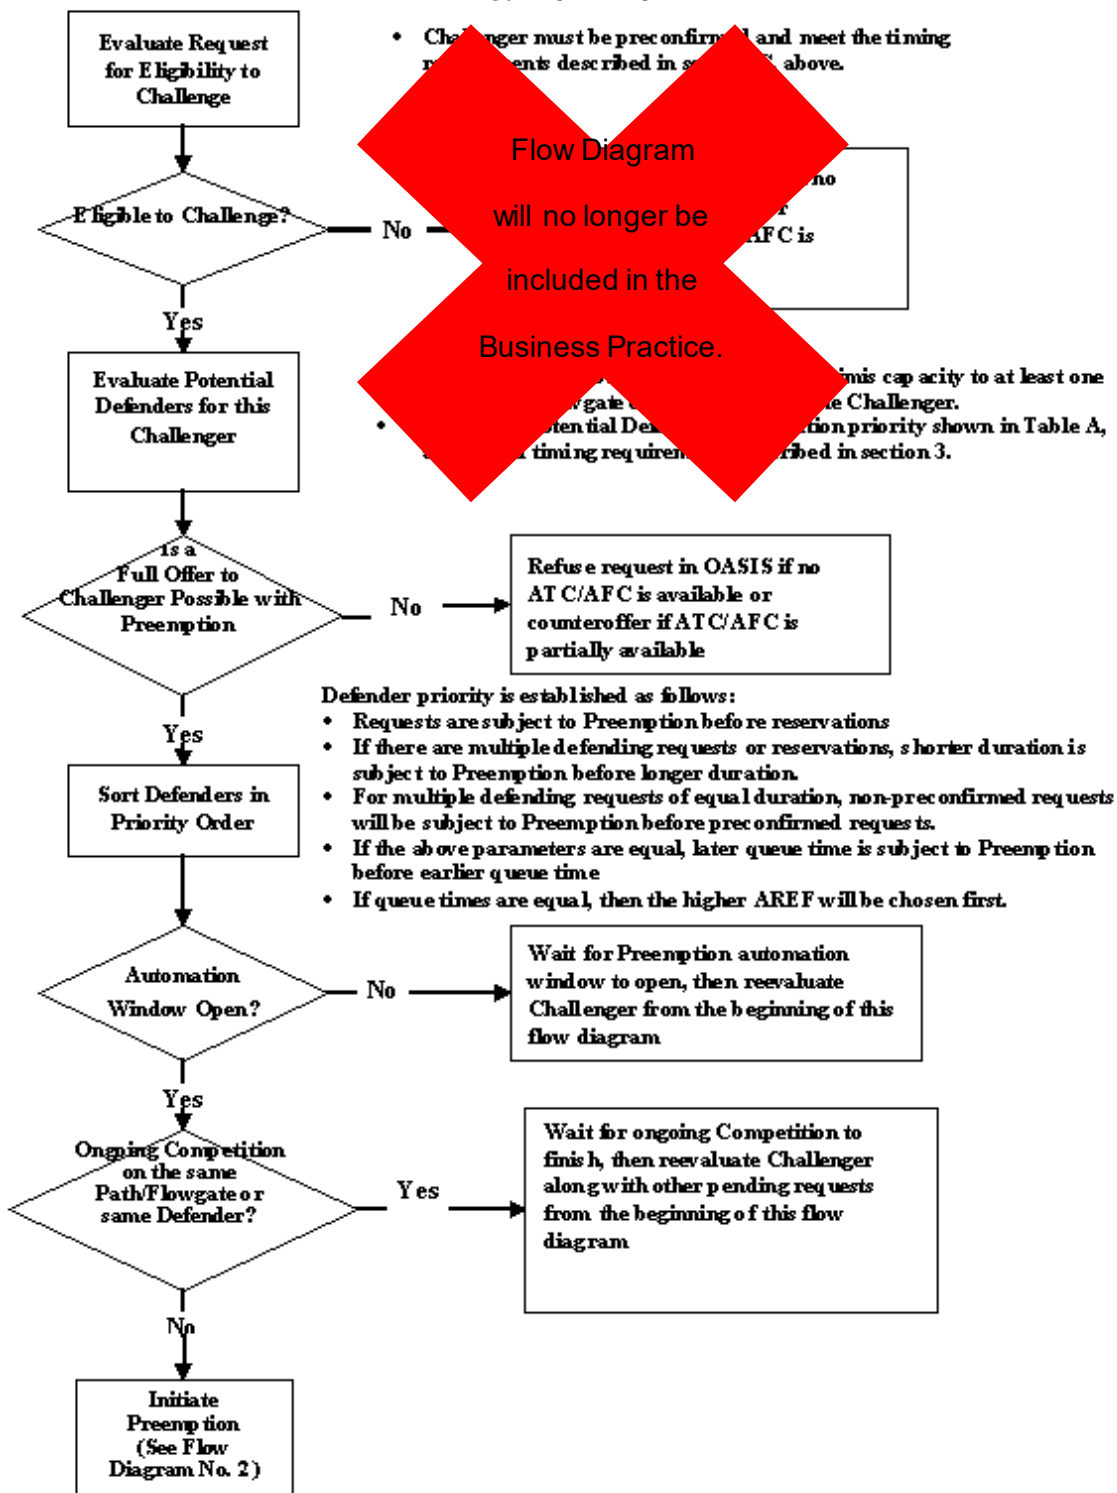 Evaluate Request
for Eligibility to
Challenge
• Challenger must be preconfirmed and meet the timing
described in above.
Flow Diagram
will no longer be
included in the
Business Practice.
Eligible to Challenge?
No
no
AFC is
Yes
Evaluate Potential
Defenders for this
Challenger
capacity to at least one
Challenger.
• priority shown in Table A,
timing in section 3.
is a
Full Offer to
Challenger Possible with
Preemption
No
Refuse request in OASIS if no
ATC/AFC is available or
counteroffer if ATC/AFC is
partially available
Yes
Defender priority is established as follows:
• Requests are subject to Preemption before reservations
• If there are multiple defending requests or reservations, shorter duration is
subject to Preemption before longer duration.
• For multiple defending requests of equal duration, non-preconfirmed requests
will be subject to Preemption before preconfirmed requests.
• If the above parameters are equal, later queue time is subject to Preemption
before earlier queue time
• If queue times are equal, then the higher AREF will be chosen first.
Sort Defenders in
Priority Order
Automation
Window Open?
No
Wait for Preemption automation
window to open, then reevaluate
Challenger from the beginning of this
flow diagram
Yes
Ongoing Competition
on the same
Path/Flowgate or
same Defender?
Yes
Wait for ongoing Competition to
finish, then reevaluate Challenger
along with other pending requests
from the beginning of this flow
diagram
No
Initiate
Preemption
(See Flow
Diagram No. 2)